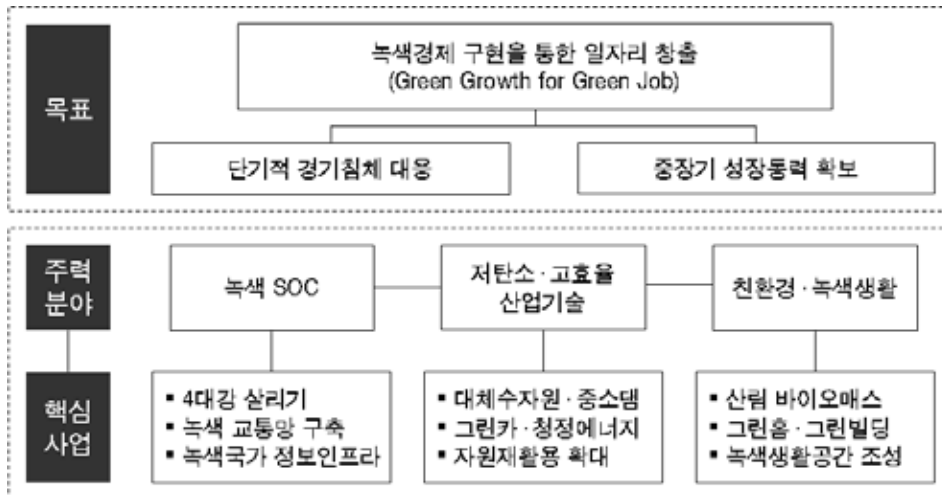 목표
녹색경제 구현을 통한 일자리 창출
(Green Growth for Green Job)
단기적 경기침체 대응
중장기 성장동력 확보
주력
분야
녹색 SOC
저탄소·고효율
산업기술
친환경·녹색생활
핵심
사업
▪ 4대강 살리기
▪ 녹색 교통망 구축
▪ 녹색국가 정보인프라
▪ 대체수자원·중소댐
▪ 그린카·청정에너지
▪ 자원재활용 확대
▪ 산림 바이오매스
▪ 그린홈·그린빌딩
▪ 녹색생활공간 조성